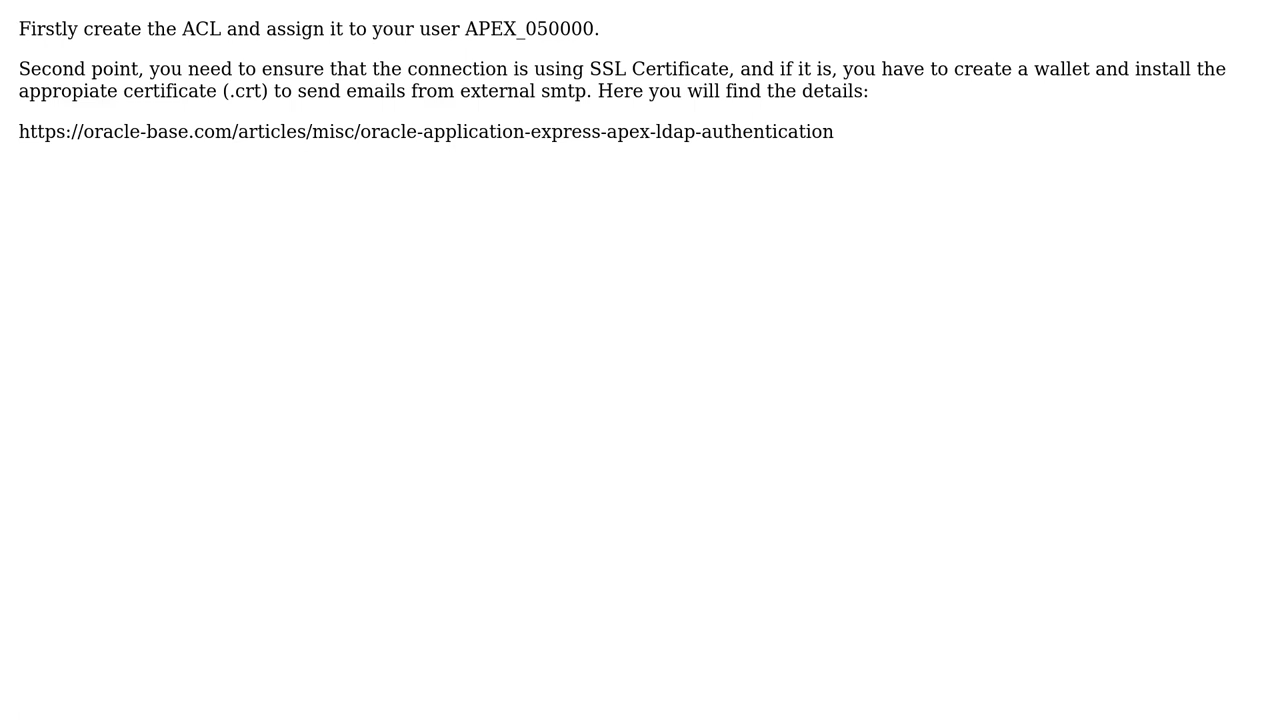 Firstly create the ACL and assign it to your user APEX_050000.
Second point, you need to ensure that the connection is using SSL Certificate, and if it is, you have to create a wallet and install the
appropiate certificate (.crt) to send emails from external smtp. Here you will find the details:
https://oracle-base.com/articles/misc/oracle-application-express-apex-ldap-authentication